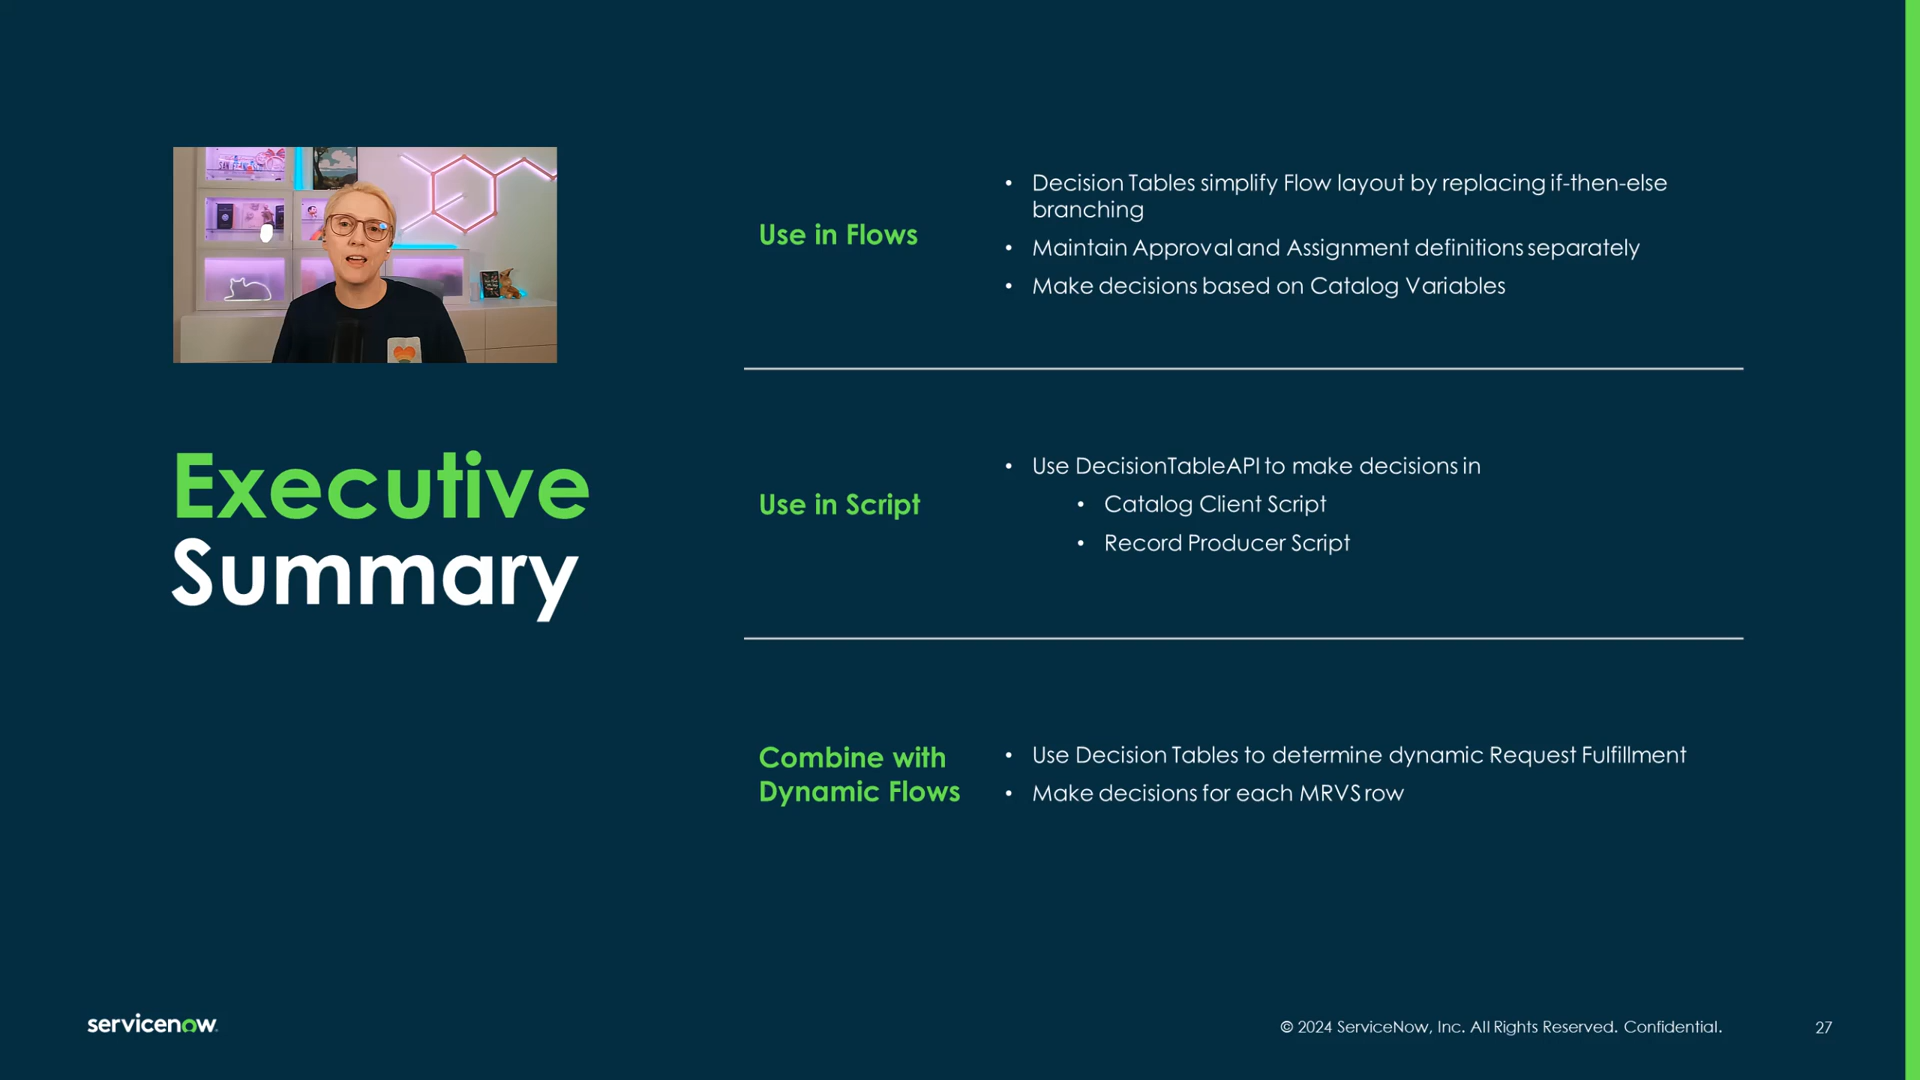 SAN FRAN
Executive
Summary
Use in Flows
• Decision Tables simplify Flow layout by replacing if-then-else
branching
• Maintain Approval and Assignment definitions separately
• Make decisions based on Catalog Variables
Use in Script
• Use DecisionTableAPI to make decisions in
• Catalog Client Script
• Record Producer Script
Combine with
Dynamic Flows
• Use Decision Tables to determine dynamic Request Fulfillment
• Make decisions for each MRVS row
servicenow
© 2024 ServiceNow, Inc. All Rights Reserved. Confidential.
27